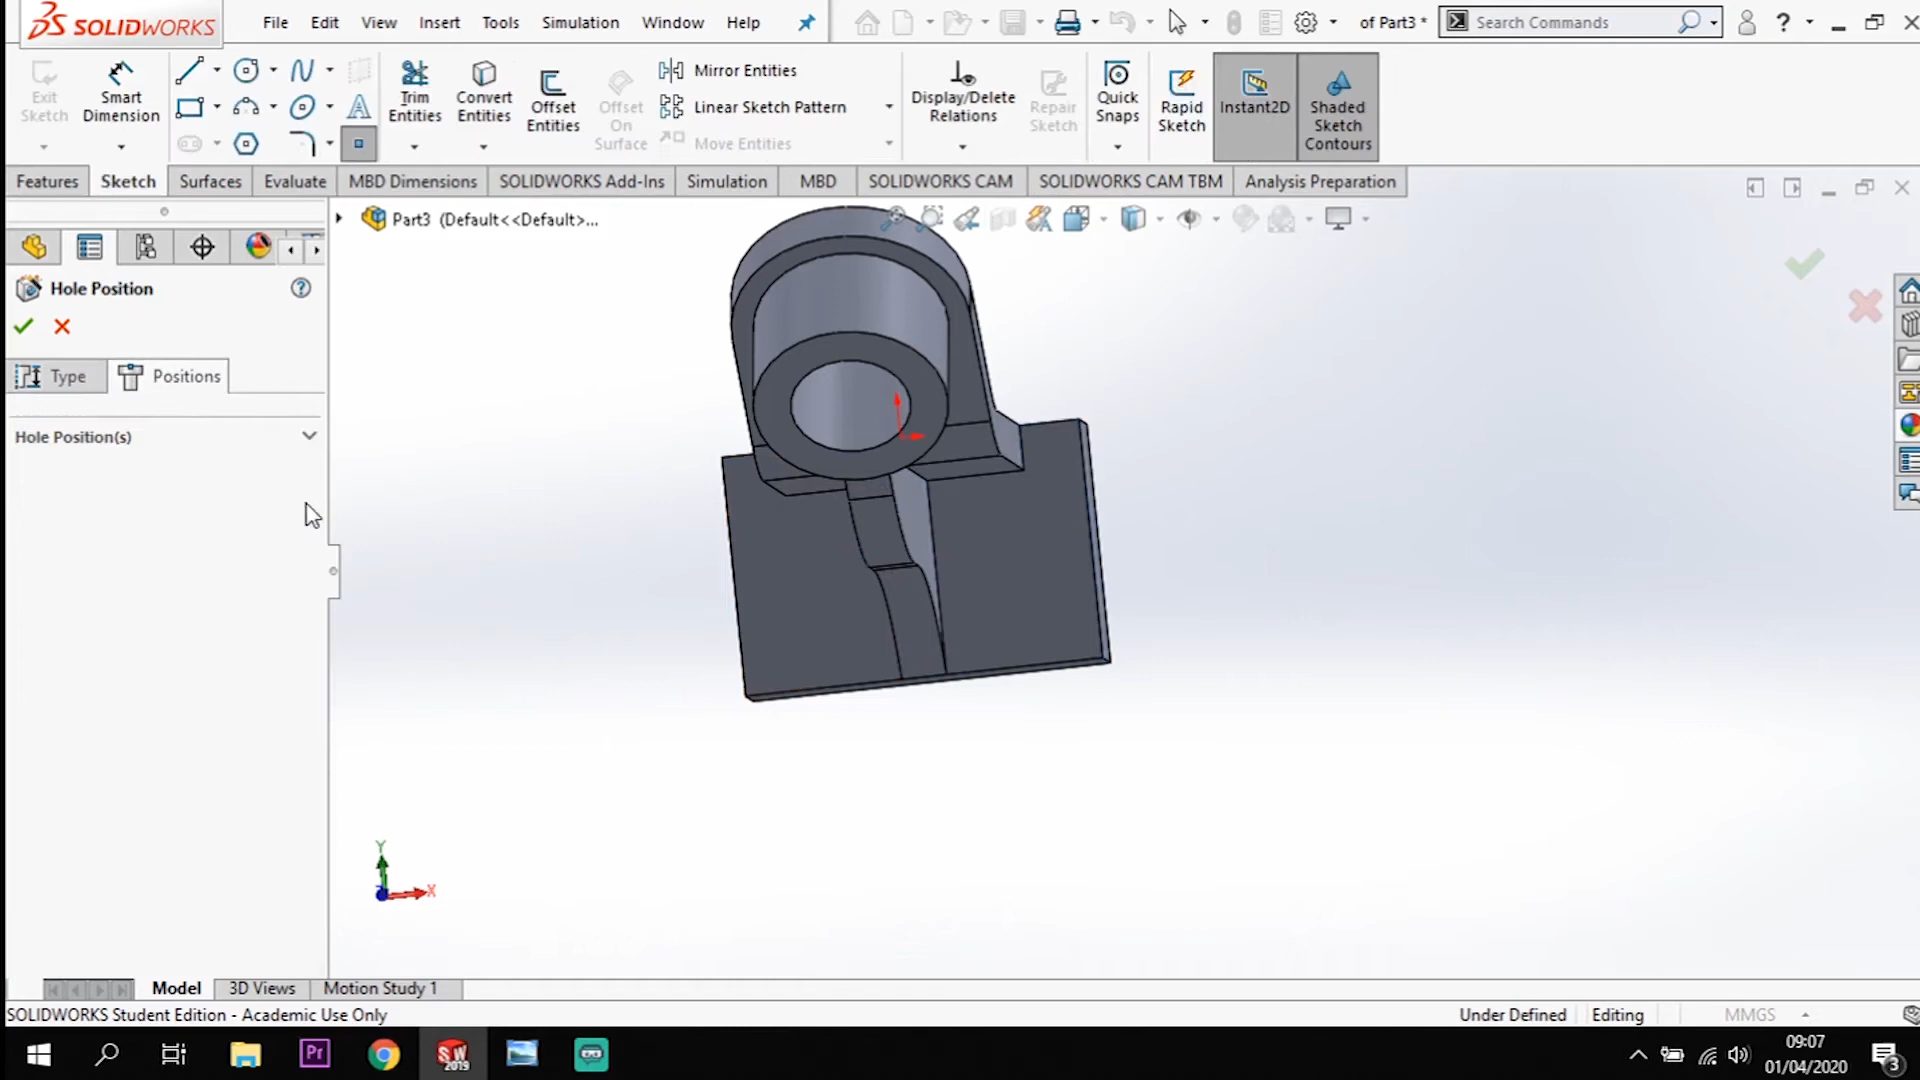 SOLIDWORKS
File Edit View Insert Tools Simulation Window Help
of Part3 *
Search Commands
?
Exit Sketch
Smart Dimension
Trim Entities
Convert Entities
Offset Entities
Offset On Surface
Mirror Entities
Linear Sketch Pattern
Move Entities
Display/Delete Relations
Repair Sketch
Quick Snaps
Rapid Sketch
Instant2D
Shaded Sketch Contours
Features Sketch Surfaces Evaluate MBD Dimensions SOLIDWORKS Add-Ins Simulation MBD SOLIDWORKS CAM SOLIDWORKS CAM TBM Analysis Preparation
Part3 (Default<<Default>...
Hole Position
?
Type Positions
Hole Position(s)
Y
X
Model 3D Views Motion Study 1
SOLIDWORKS Student Edition - Academic Use Only
Under Defined Editing MMGS
Pr
SW 2019
09:07
01/04/2020
3